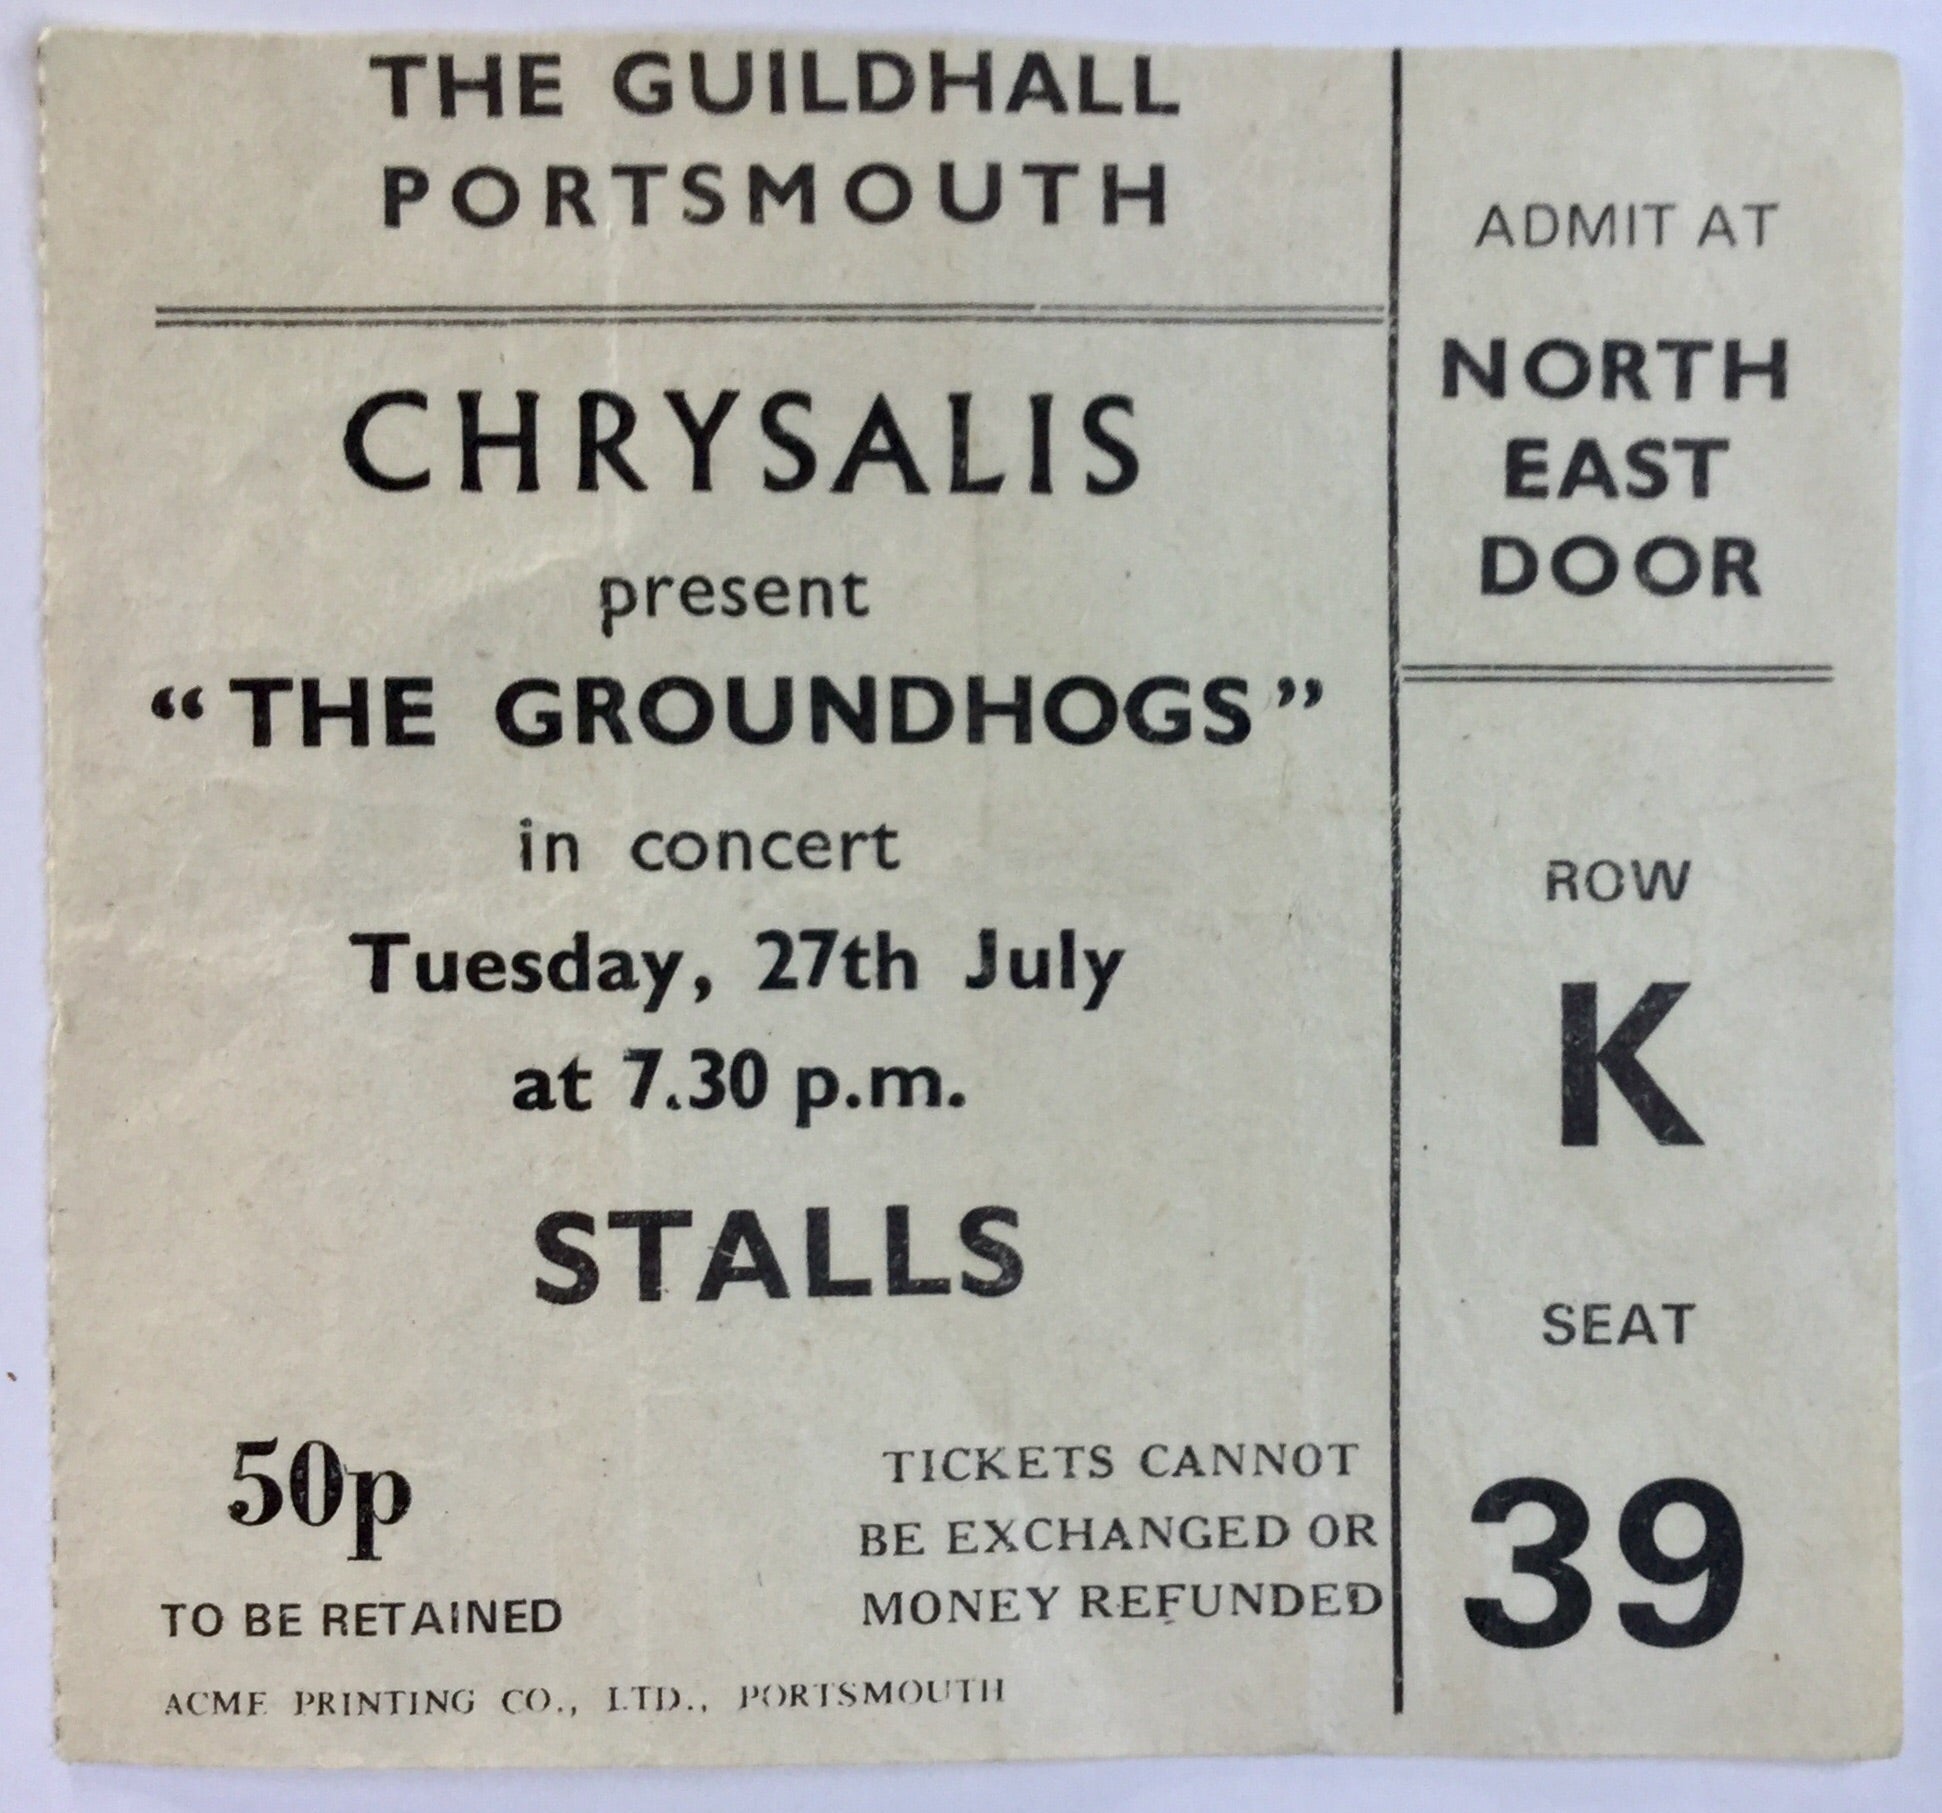 THE GUILDHALL
PORTSMOUTH
CHRYSALIS
present
“THE GROUNDHOGS”
in concert
Tuesday, 27th July
at 7.30 p.m.
STALLS
50p
TO BE RETAINED
TICKETS CANNOT
BE EXCHANGED OR
MONEY REFUNDED
ACME PRINTING CO., LTD., PORTSMOUTH
ADMIT AT
NORTH
EAST
DOOR
ROW
K
SEAT
39